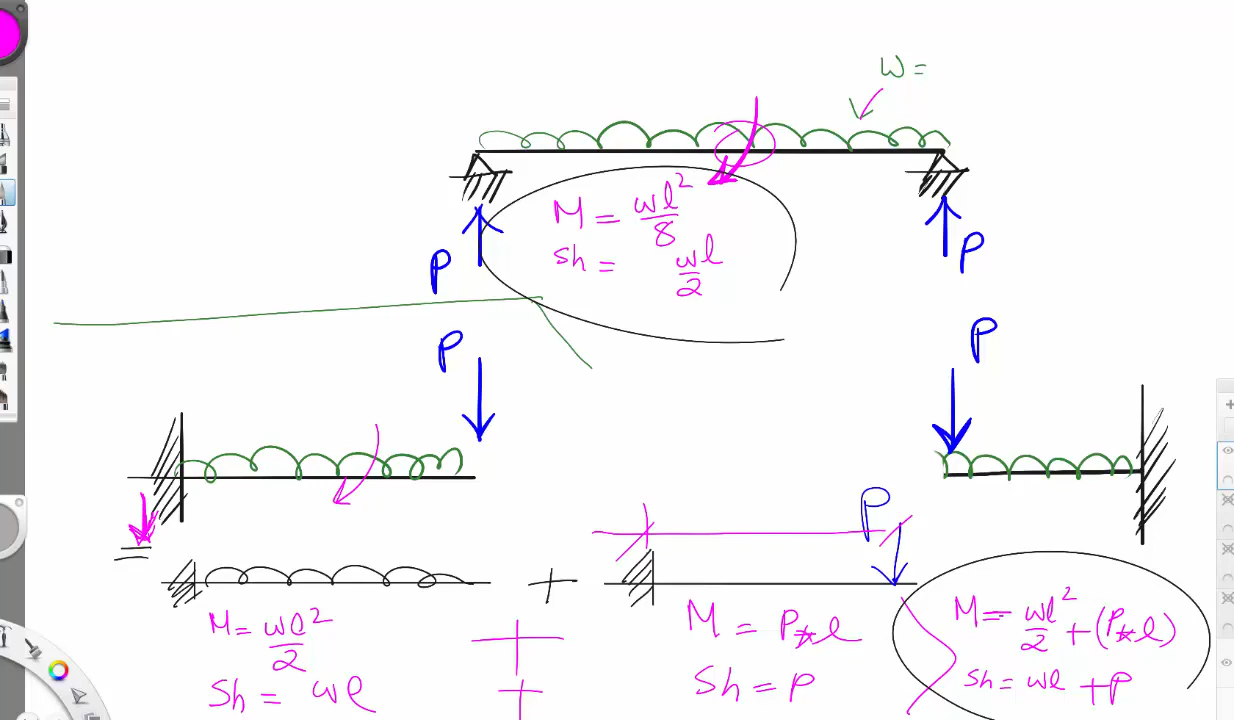 W =
M = wl²/8
Sh = wl/2
P
P
P
P
P
M = wl²/2
Sh = wl
+
+
+
M = P*l
Sh = P
M = wl²/2 + (P*l)
Sh = wl + P